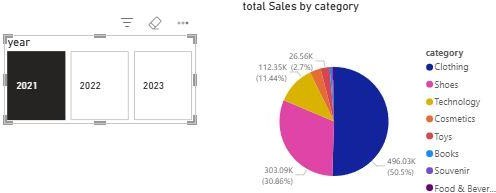 total Sales by category
year
2021
2022
2023
26.56K
(2.7%)
112.35K
(11.44%)
303.09K
(30.86%)
496.03K
(50.5%)
category
Clothing
Shoes
Technology
Cosmetics
Toys
Books
Souvenir
Food & Bever...